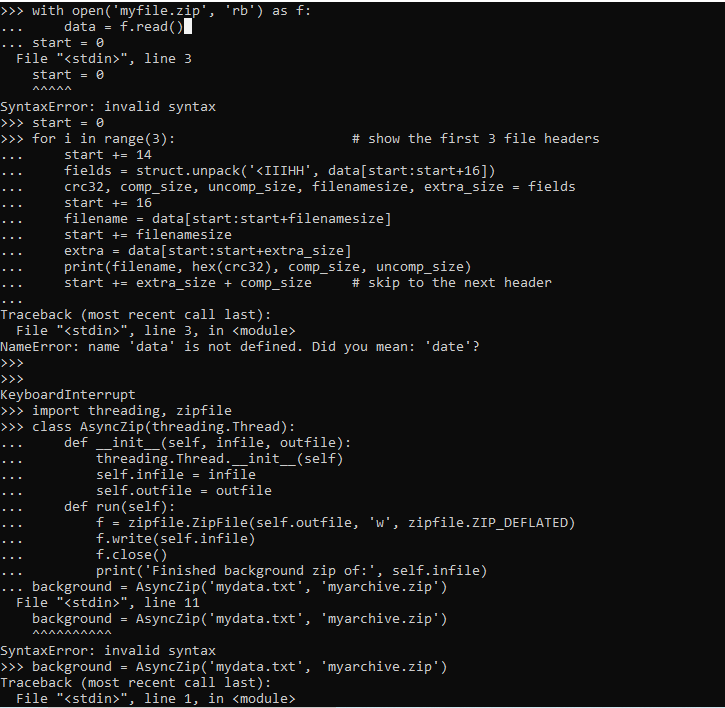 >>> with open('myfile.zip', 'rb') as f:
...     data = f.read()
... start = 0
  File "<stdin>", line 3
    start = 0
    ^^^^^
SyntaxError: invalid syntax
>>> start = 0
>>> for i in range(3):                      # show the first 3 file headers
...     start += 14
...     fields = struct.unpack('<IIIHH', data[start:start+16])
...     crc32, comp_size, uncomp_size, filenamesize, extra_size = fields
...     start += 16
...     filename = data[start:start+filenamesize]
...     start += filenamesize
...     extra = data[start:start+extra_size]
...     print(filename, hex(crc32), comp_size, uncomp_size)
...     start += extra_size + comp_size     # skip to the next header
...
Traceback (most recent call last):
  File "<stdin>", line 3, in <module>
NameError: name 'data' is not defined. Did you mean: 'date'?
>>>
>>>
KeyboardInterrupt
>>> import threading, zipfile
>>> class AsyncZip(threading.Thread):
...     def __init__(self, infile, outfile):
...         threading.Thread.__init__(self)
...         self.infile = infile
...         self.outfile = outfile
...     def run(self):
...         f = zipfile.ZipFile(self.outfile, 'w', zipfile.ZIP_DEFLATED)
...         f.write(self.infile)
...         f.close()
...         print('Finished background zip of:', self.infile)
... background = AsyncZip('mydata.txt', 'myarchive.zip')
  File "<stdin>", line 11
    background = AsyncZip('mydata.txt', 'myarchive.zip')
    ^^^^^^^^^^
SyntaxError: invalid syntax
>>> background = AsyncZip('mydata.txt', 'myarchive.zip')
Traceback (most recent call last):
  File "<stdin>", line 1, in <module>